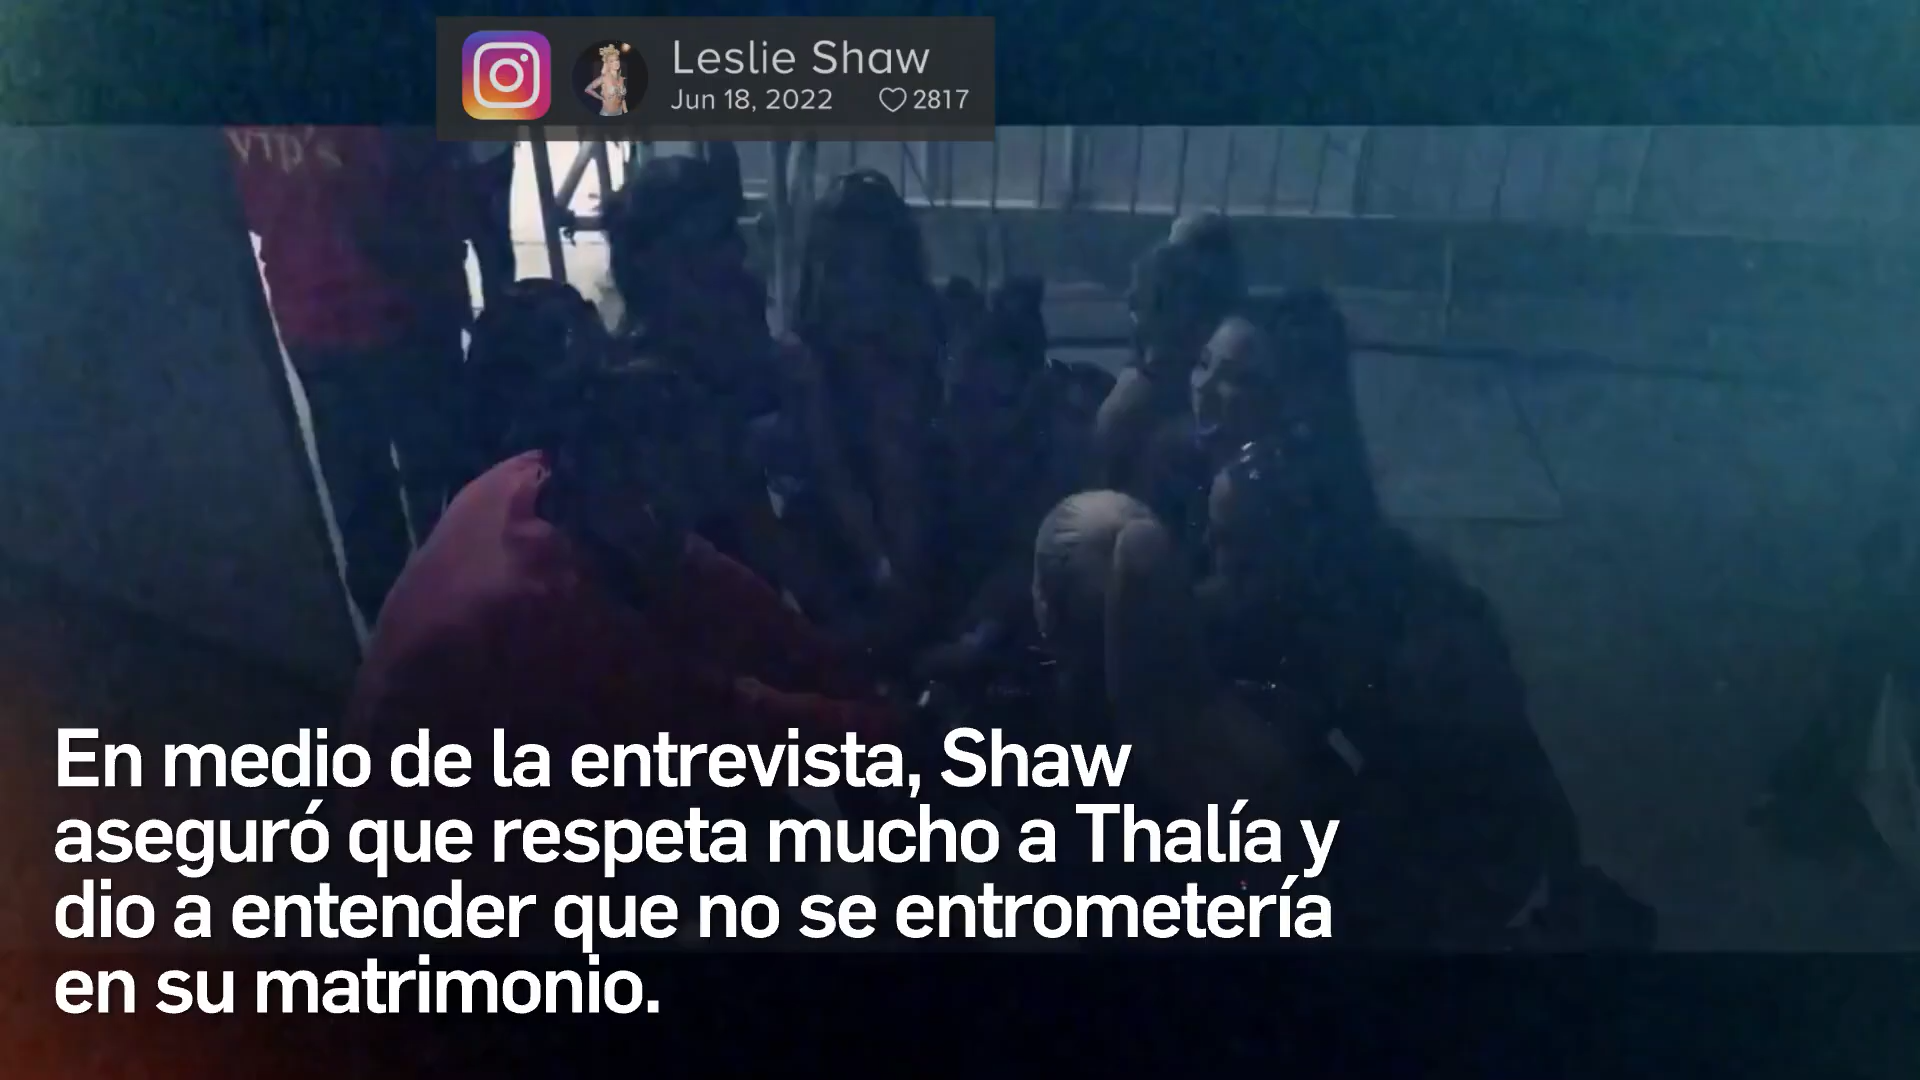 Leslie Shaw
Jun 18, 2022 2817
VIP's
En medio de la entrevista, Shaw
aseguró que respeta mucho a Thalía y
dio a entender que no se entrometería
en su matrimonio.